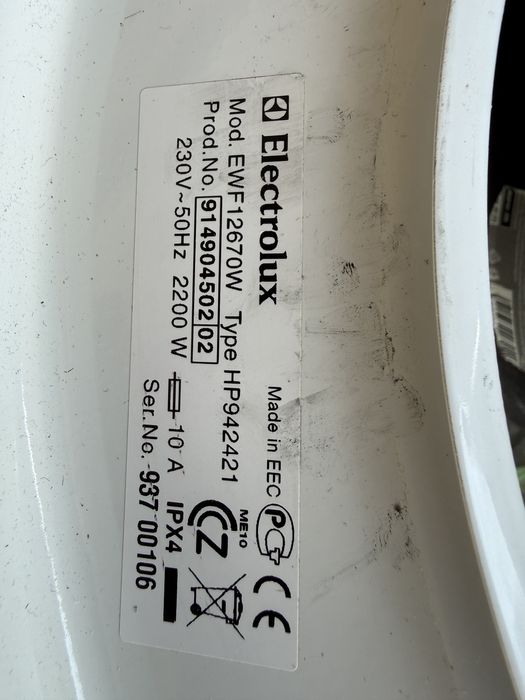 Electrolux
Made in EEC
Mod. EWF12670W Type HP942421
ME10
Prod.No. 914904502 02
230V~50Hz 2200 W 10 A IPX4
Ser.No. 937 00106